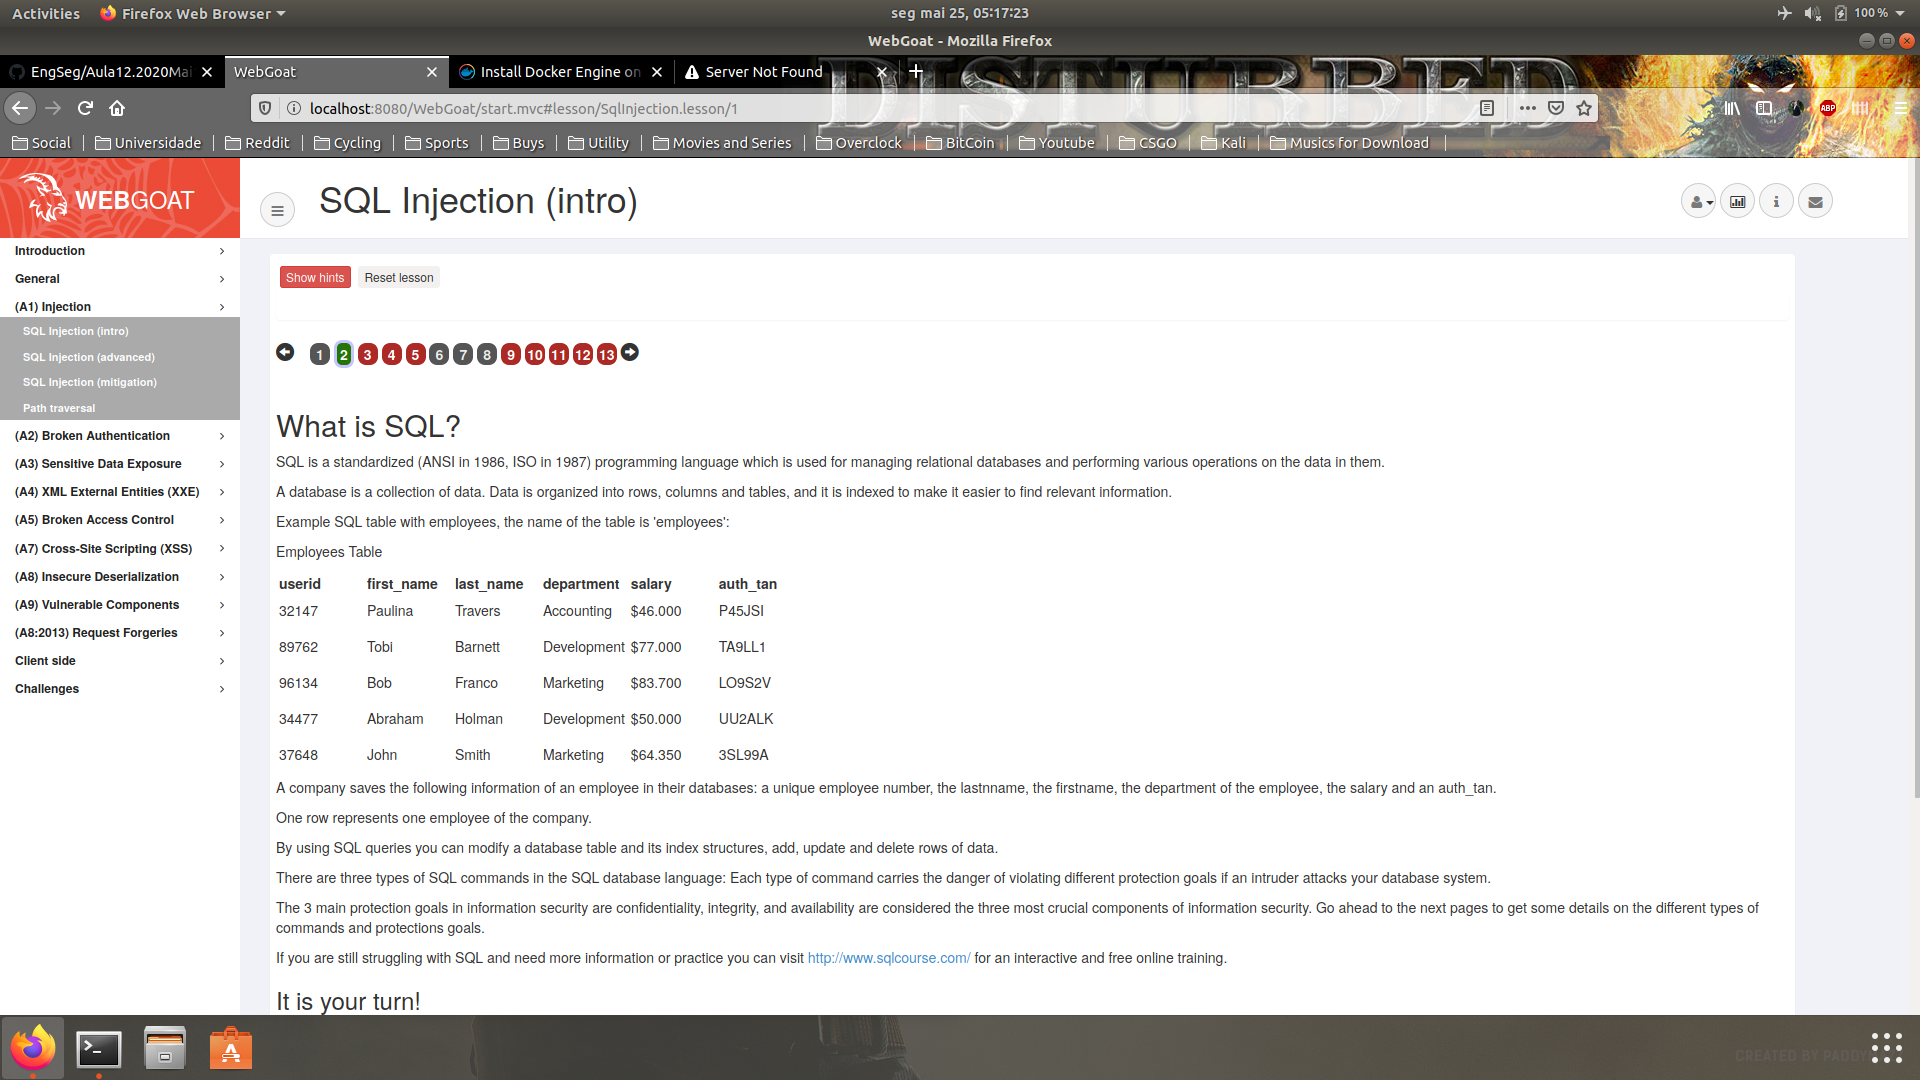 Activities Firefox Web Browser seg mai 25, 05:17:23 100 %
WebGoat - Mozilla Firefox
EngSeg/Aula12.2020Mai WebGoat Install Docker Engine on Server Not Found
DISTURBED
localhost:8080/WebGoat/start.mvc#lesson/SqlInjection.lesson/1 ABP
Social Universidade Reddit Cycling Sports Buys Utility Movies and Series Overclock BitCoin Youtube CSGO Kali Musics for Download
WEBGOAT
SQL Injection (intro)
Introduction
General
(A1) Injection
SQL Injection (intro)
SQL Injection (advanced)
SQL Injection (mitigation)
Path traversal
(A2) Broken Authentication
(A3) Sensitive Data Exposure
(A4) XML External Entities (XXE)
(A5) Broken Access Control
(A7) Cross-Site Scripting (XSS)
(A8) Insecure Deserialization
(A9) Vulnerable Components
(A8:2013) Request Forgeries
Client side
Challenges
Show hints Reset lesson
1 2 3 4 5 6 7 8 9 10 11 12 13
What is SQL?
SQL is a standardized (ANSI in 1986, ISO in 1987) programming language which is used for managing relational databases and performing various operations on the data in them.
A database is a collection of data. Data is organized into rows, columns and tables, and it is indexed to make it easier to find relevant information.
Example SQL table with employees, the name of the table is 'employees':
Employees Table
userid first_name last_name department salary auth_tan
32147 Paulina Travers Accounting $46.000 P45JSI
89762 Tobi Barnett Development $77.000 TA9LL1
96134 Bob Franco Marketing $83.700 LO9S2V
34477 Abraham Holman Development $50.000 UU2ALK
37648 John Smith Marketing $64.350 3SL99A
A company saves the following information of an employee in their databases: a unique employee number, the lastnname, the firstname, the department of the employee, the salary and an auth_tan.
One row represents one employee of the company.
By using SQL queries you can modify a database table and its index structures, add, update and delete rows of data.
There are three types of SQL commands in the SQL database language: Each type of command carries the danger of violating different protection goals if an intruder attacks your database system.
The 3 main protection goals in information security are confidentiality, integrity, and availability are considered the three most crucial components of information security. Go ahead to the next pages to get some details on the different types of
commands and protections goals.
If you are still struggling with SQL and need more information or practice you can visit http://www.sqlcourse.com/ for an interactive and free online training.
It is your turn!
CREATED BY